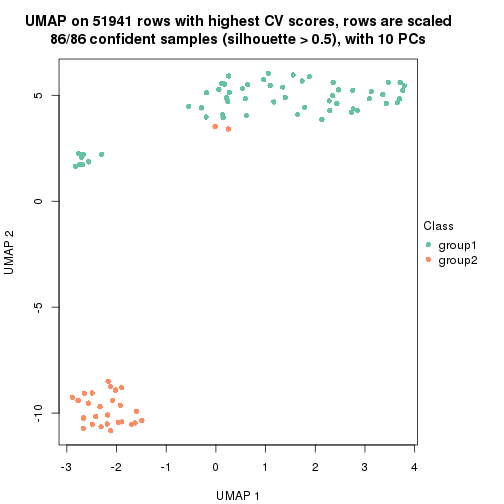 UMAP on 51941 rows with highest CV scores, rows are scaled
86/86 confident samples (silhouette > 0.5), with 10 PCs
5
0
-5
-10
UMAP 2
Class
group1
group2
-3 -2 -1 0 1 2 3 4
UMAP 1